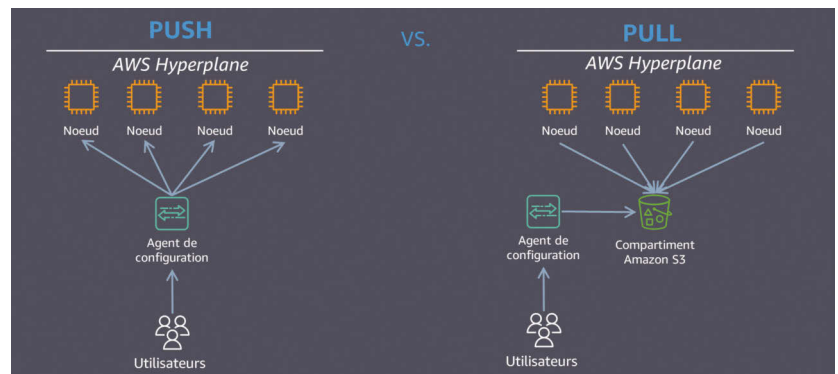 PUSH
VS.
PULL
AWS Hyperplane
AWS Hyperplane
Noeud
Noeud
Noeud
Noeud
Noeud
Noeud
Noeud
Noeud
Agent de
configuration
Agent de
configuration
Compartiment
Amazon S3
Utilisateurs
Utilisateurs